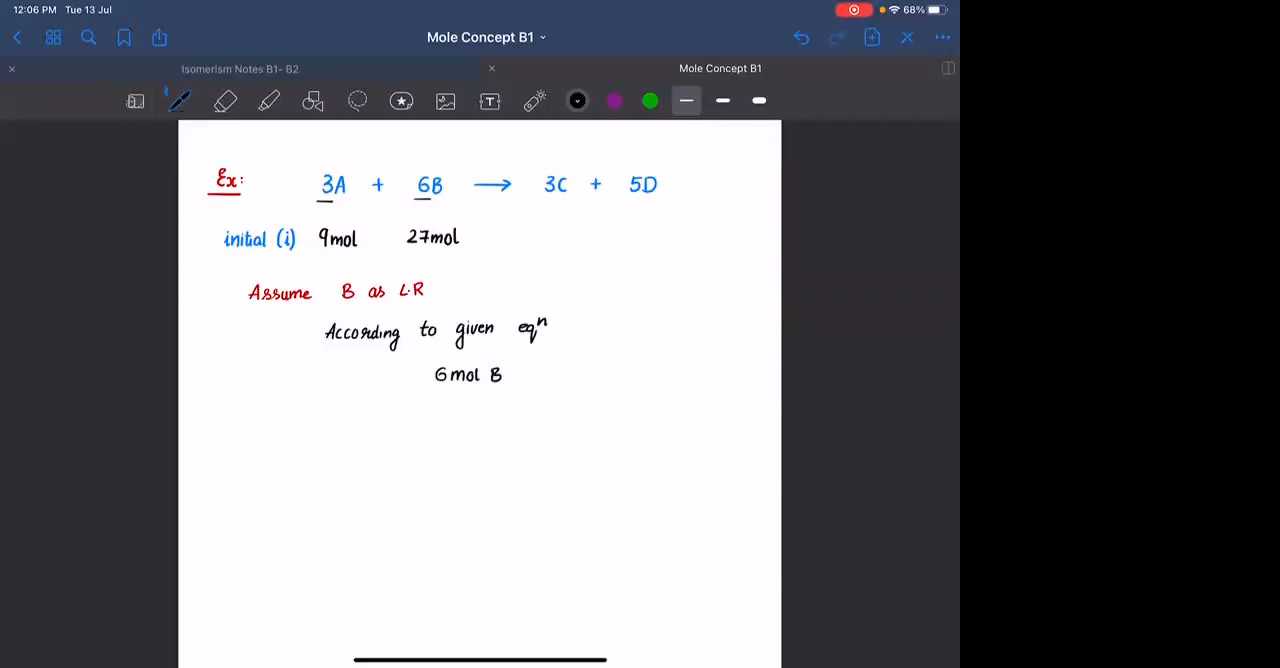 12:06 PM Tue 13 Jul 68%
Mole Concept B1
Isomerism Notes B1- B2 Mole Concept B1
Ex: 3A + 6B ⟶ 3C + 5D
initial (i) 9mol 27mol
Assume B as L.R
According to given eqⁿ
6mol B